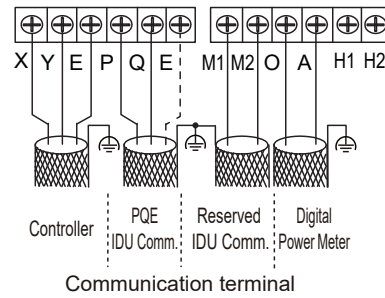 X Y E P Q E M1 M2 O A H1 H2
Controller PQE IDU Comm. Reserved IDU Comm. Digital Power Meter
Communication terminal